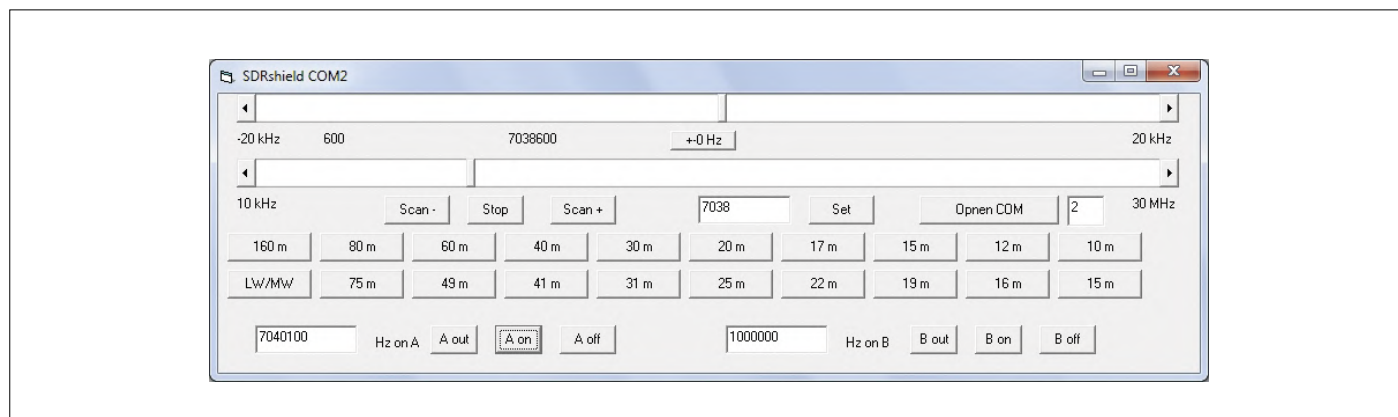 SDRshield COM2
-20 kHz 600 7038600 +-0 Hz 20 kHz
10 kHz Scan - Stop Scan + 7038 Set Opnen COM 2 30 MHz
160 m 80 m 60 m 40 m 30 m 20 m 17 m 15 m 12 m 10 m
LW/MW 75 m 49 m 41 m 31 m 25 m 22 m 19 m 16 m 15 m
7040100 Hz on A A out A on A off 1000000 Hz on B B out B on B off